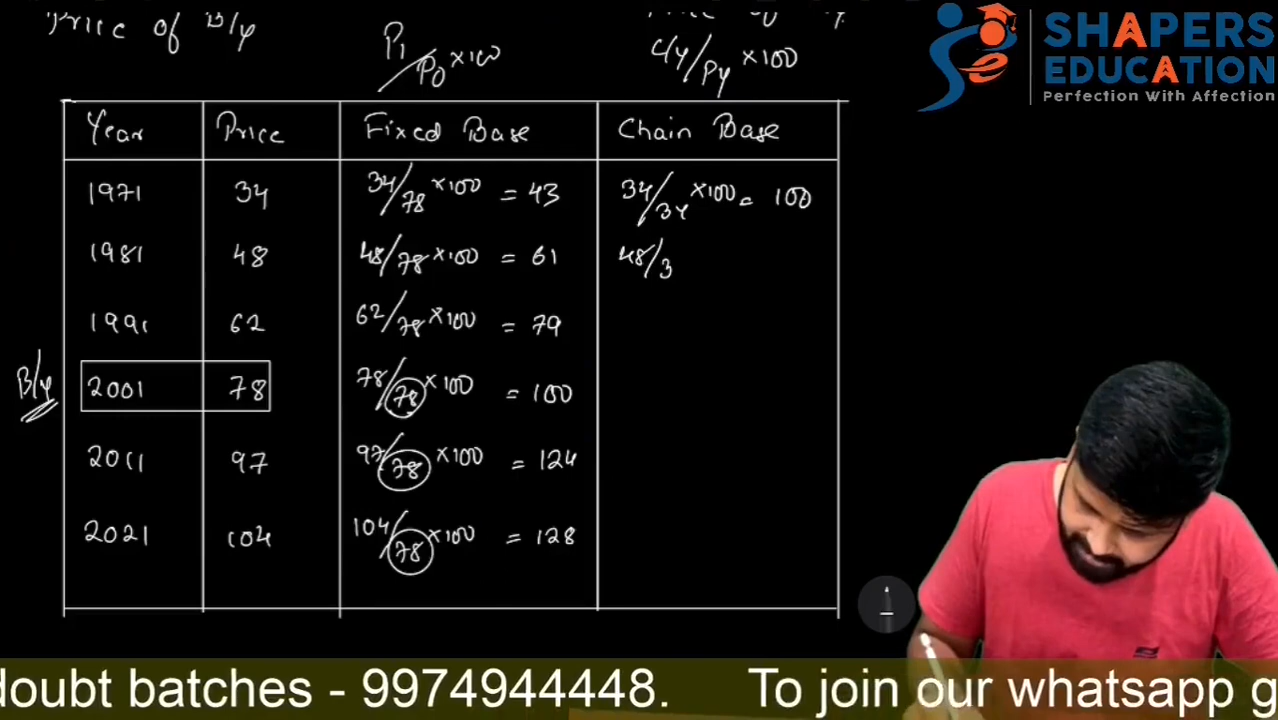 Price of B/y
P1/P0 × 100
C/y/Py × 100
SHAPERS
EDUCATION
Perfection With Affection
Year Price Fixed Base Chain Base
1971 34 34/78 × 100 = 43 34/34 × 100 = 100
1981 48 48/78 × 100 = 61 48/3
1991 62 62/78 × 100 = 79
B/y 2001 78 78/78 × 100 = 100
2011 97 97/78 × 100 = 124
2021 104 104/78 × 100 = 128
doubt batches - 9974944448. To join our whatsapp g